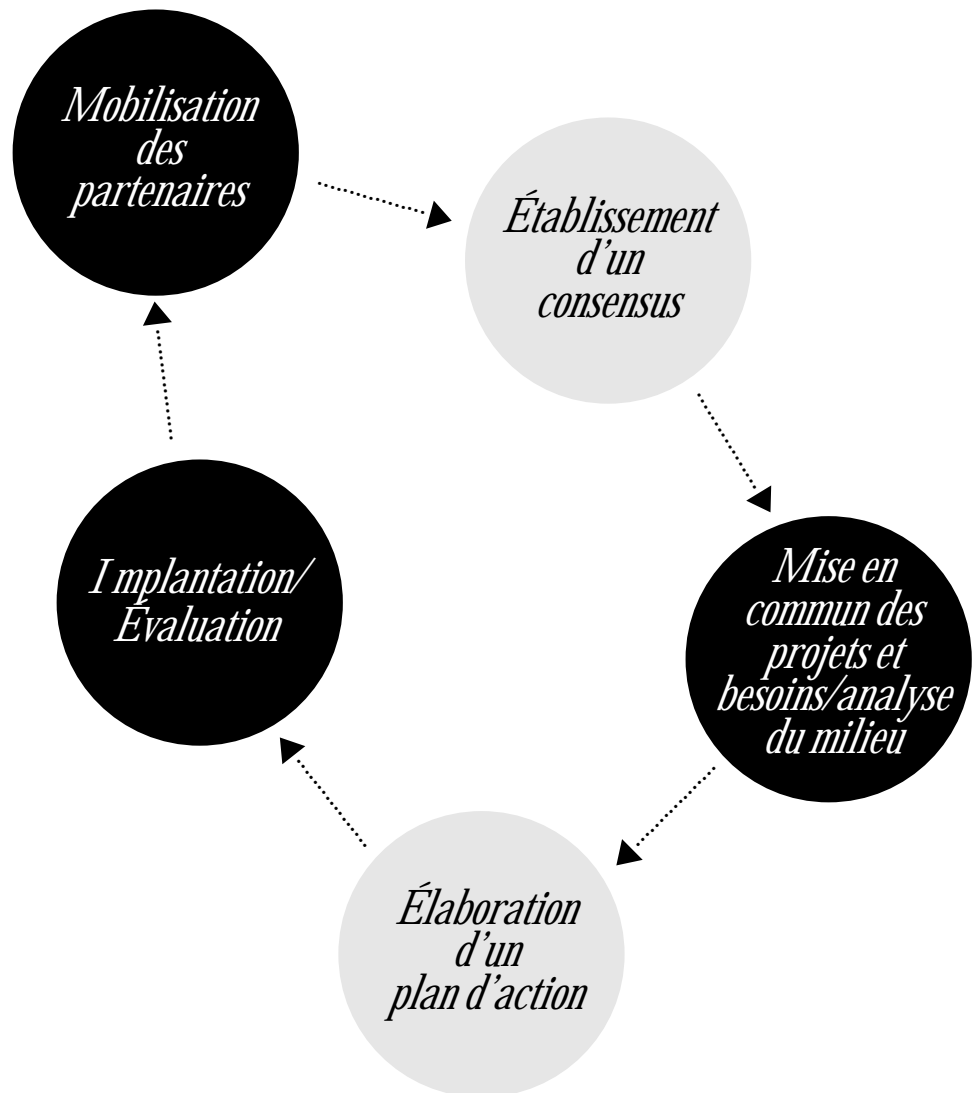 Mobilisation
des
partenaires
Établissement
d'un
consensus
Mise en
commun des
projets et
besoins/analyse
du milieu
Élaboration
d'un
plan d'action
Implantation/
Évaluation